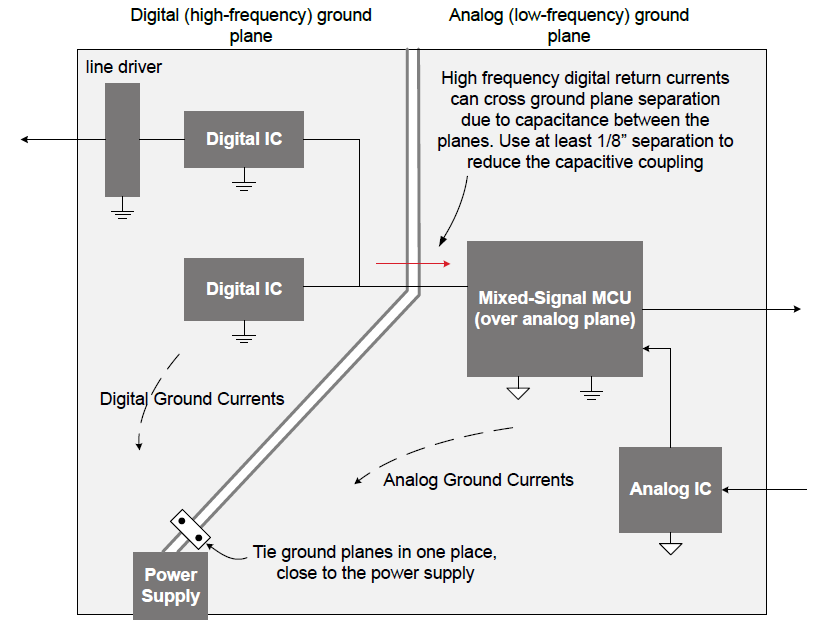 Digital (high-frequency) ground
plane
Analog (low-frequency) ground
plane
line driver
Digital IC
High frequency digital return currents
can cross ground plane separation
due to capacitance between the
planes. Use at least 1/8” separation to
reduce the capacitive coupling
Digital IC
Mixed-Signal MCU
(over analog plane)
Digital Ground Currents
Analog Ground Currents
Analog IC
Tie ground planes in one place,
close to the power supply
Power
Supply